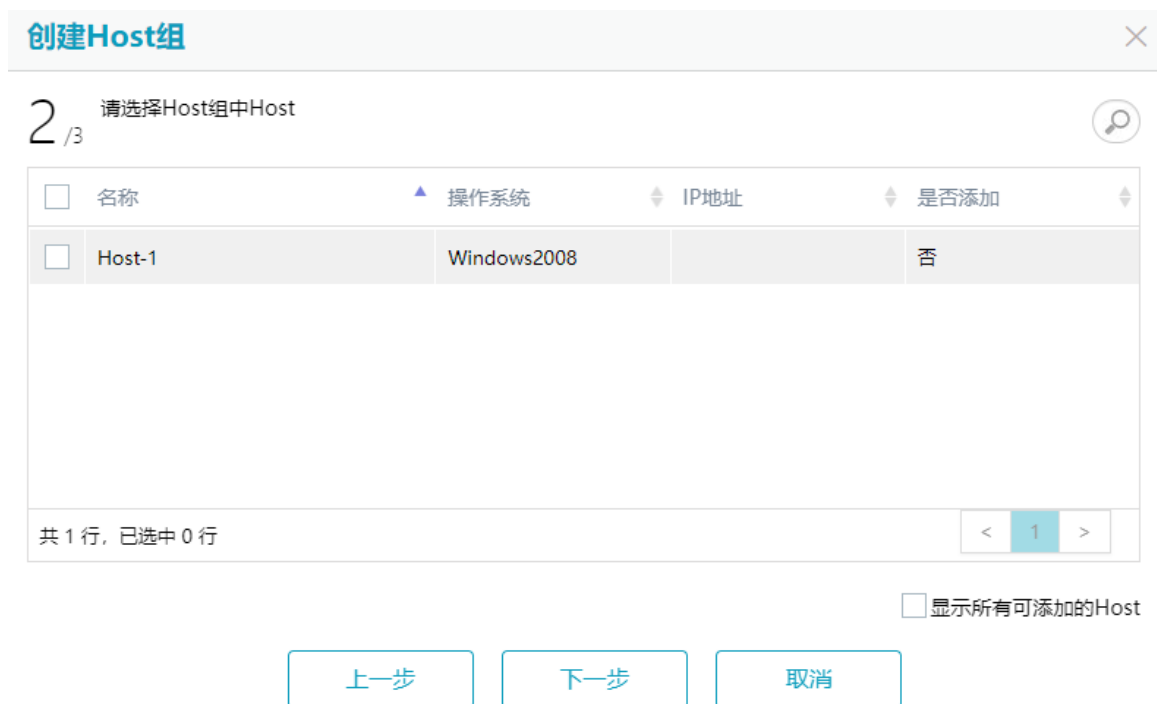 创建Host组
2 /3 请选择Host组中Host
名称 操作系统 IP地址 是否添加
Host-1 Windows2008 否
共 1 行，已选中 0 行 < 1 >
显示所有可添加的Host
上一步 下一步 取消